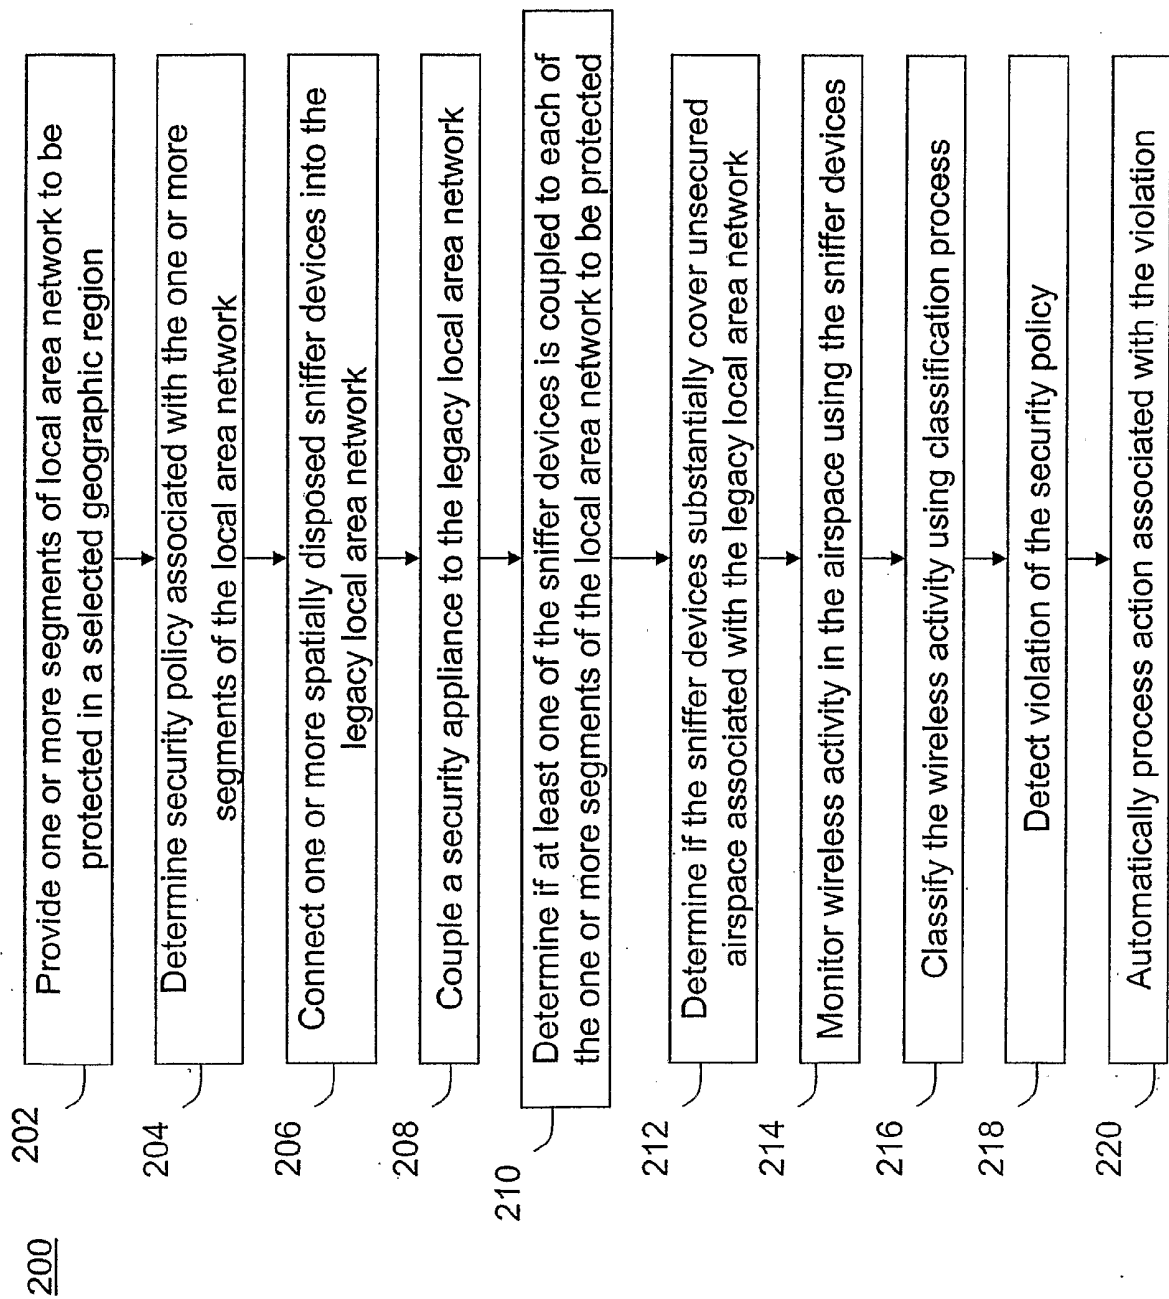 200
202
Provide one or more segments of local area network to be
protected in a selected geographic region
204
Determine security policy associated with the one or more
segments of the local area network
206
Connect one or more spatially disposed sniffer devices into the
legacy local area network
208
Couple a security appliance to the legacy local area network
210
Determine if at least one of the sniffer devices is coupled to each of
the one or more segments of the local area network to be protected
212
Determine if the sniffer devices substantially cover unsecured
airspace associated with the legacy local area network
214
Monitor wireless activity in the airspace using the sniffer devices
216
Classify the wireless activity using classification process
218
Detect violation of the security policy
220
Automatically process action associated with the violation